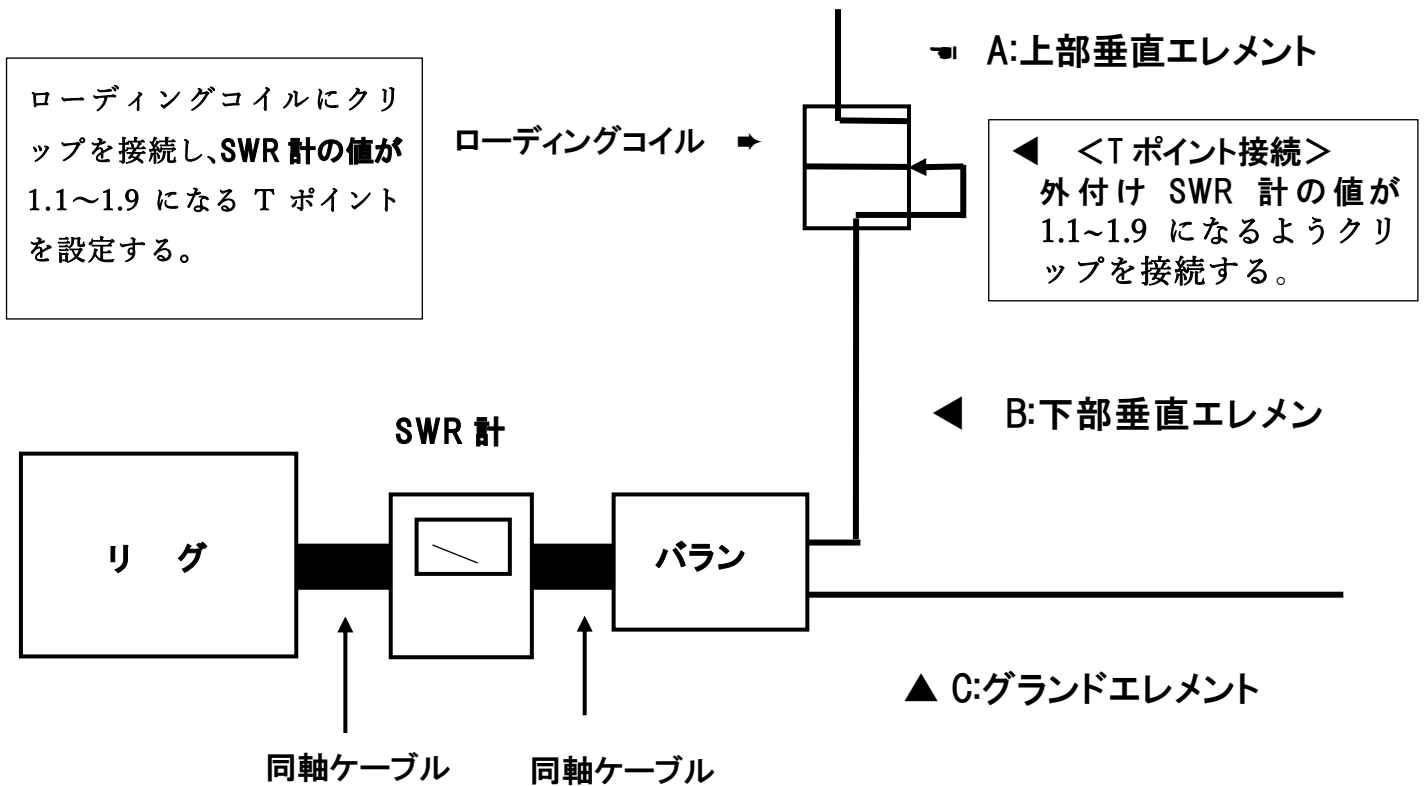 ☚ A:上部垂直エレメント
ローディングコイルにクリ
ップを接続し、SWR 計の値が
1.1～1.9 になる T ポイント
を設定する。
ローディングコイル ➨
◀ ＜T ポイント接続＞
外付け SWR 計の値が
1.1~1.9 になるようクリ
ップを接続する。
◀ B:下部垂直エレメン
SWR 計
リ グ
バラン
▲ C:グランドエレメント
同軸ケーブル
同軸ケーブル